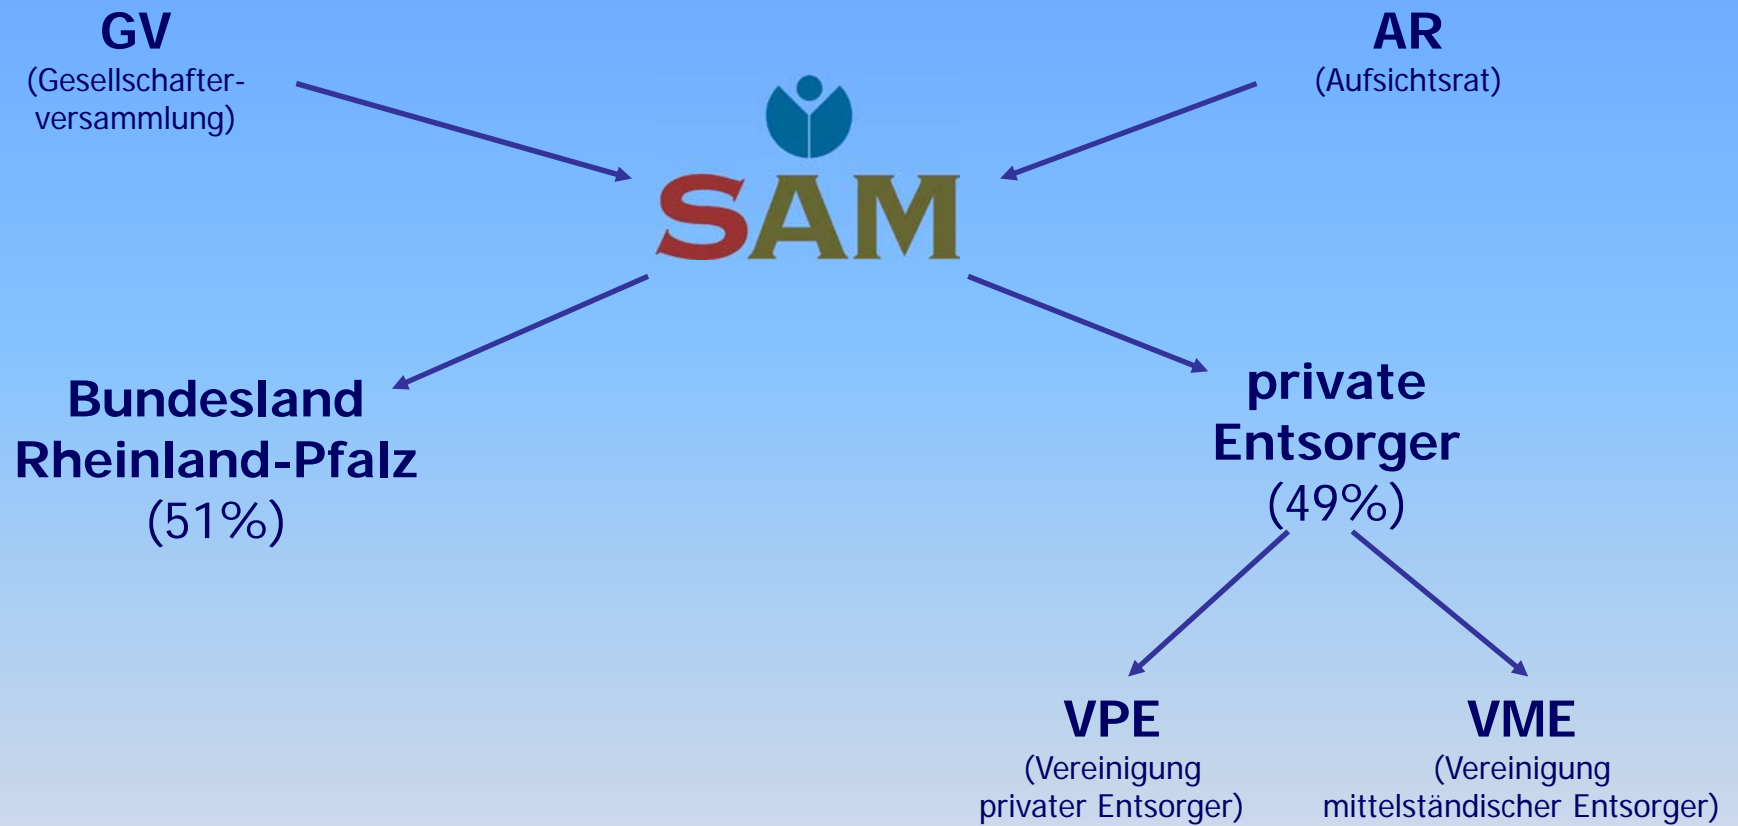 GV
(Gesellschafter-
versammlung)
AR
(Aufsichtsrat)
SAM
Bundesland
Rheinland-Pfalz
(51%)
private
Entsorger
(49%)
VPE
(Vereinigung
privater Entsorger)
VME
(Vereinigung
mittelständischer Entsorger)